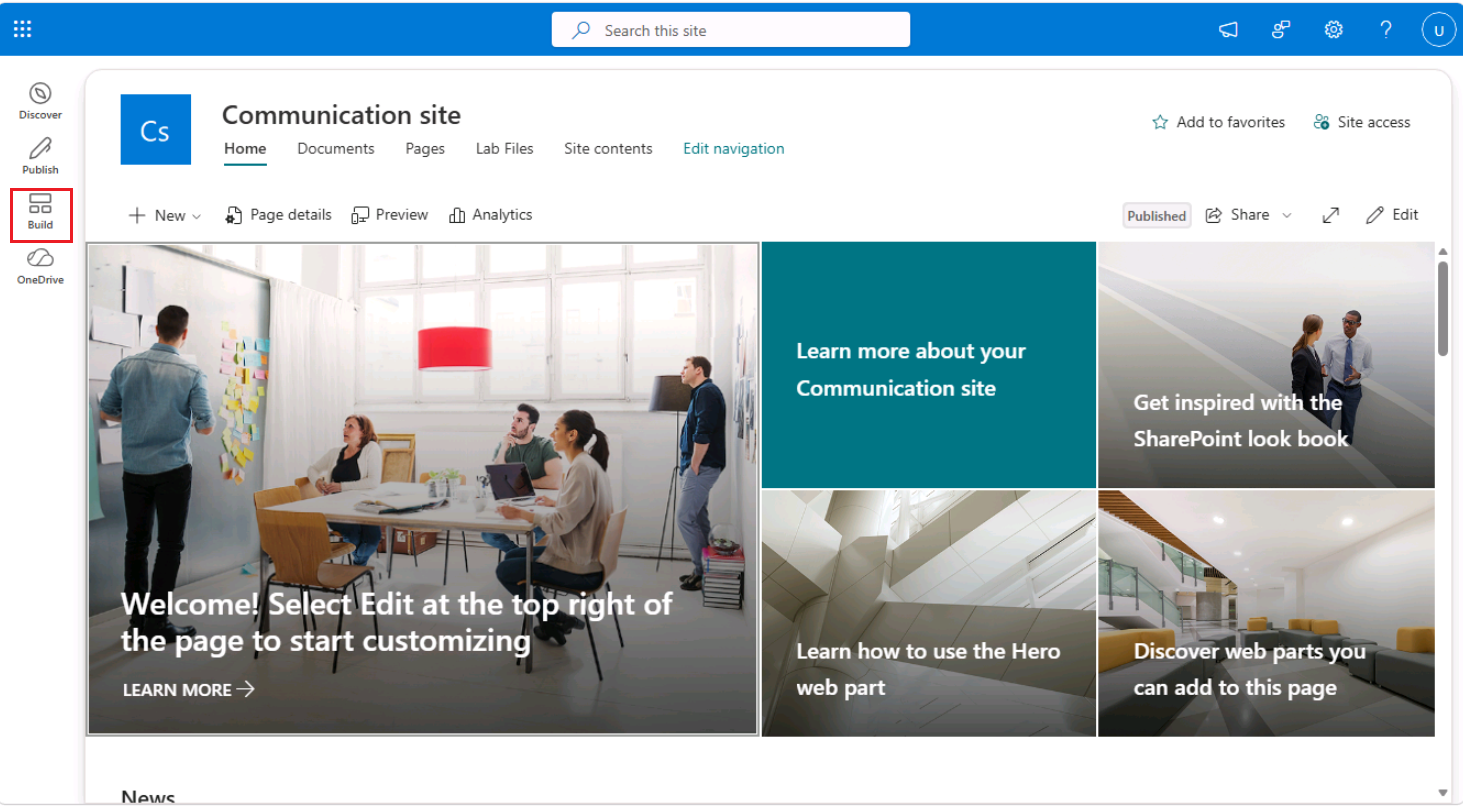 Search this site
U
Discover
Publish
Build
OneDrive
Cs
Communication site
Add to favorites
Site access
Home
Documents
Pages
Lab Files
Site contents
Edit navigation
New
Page details
Preview
Analytics
Published
Share
Edit
Welcome! Select Edit at the top right of
the page to start customizing
LEARN MORE
Learn more about your
Communication site
Get inspired with the
SharePoint look book
Learn how to use the Hero
web part
Discover web parts you
can add to this page
News